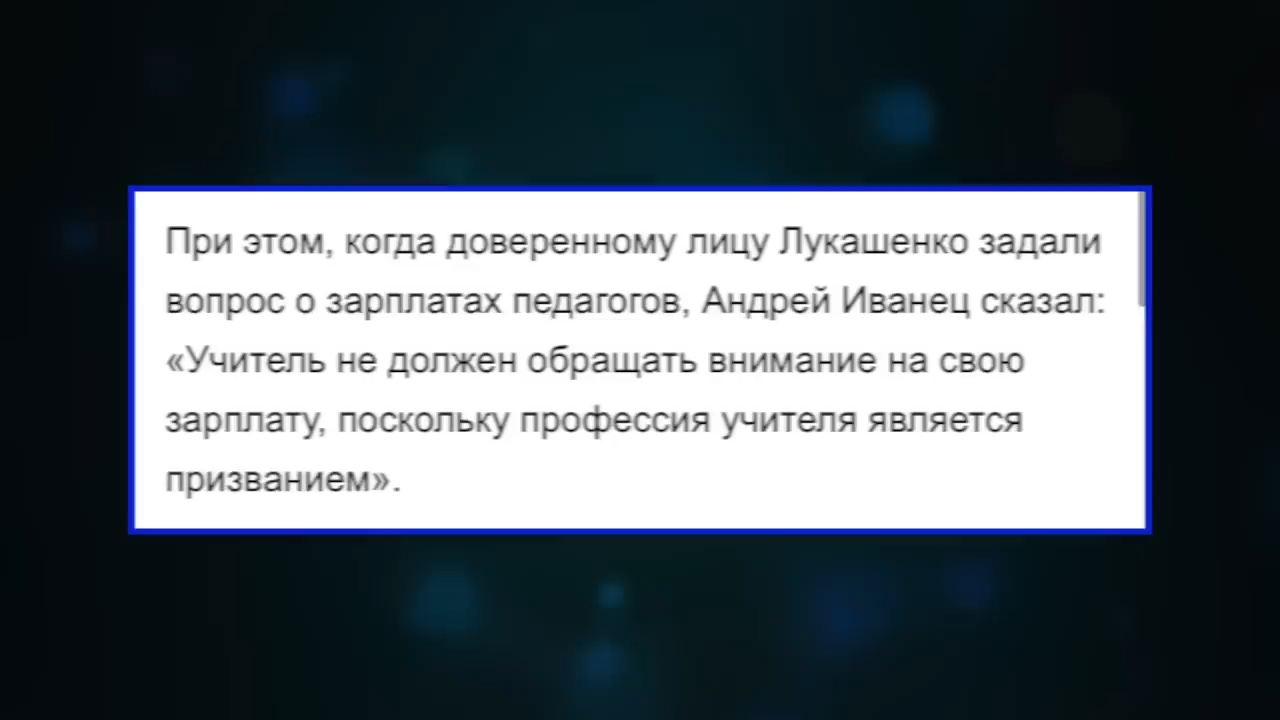 При этом, когда доверенному лицу Лукашенко задали
вопрос о зарплатах педагогов, Андрей Иванец сказал:
«Учитель не должен обращать внимание на свою
зарплату, поскольку профессия учителя является
призванием».